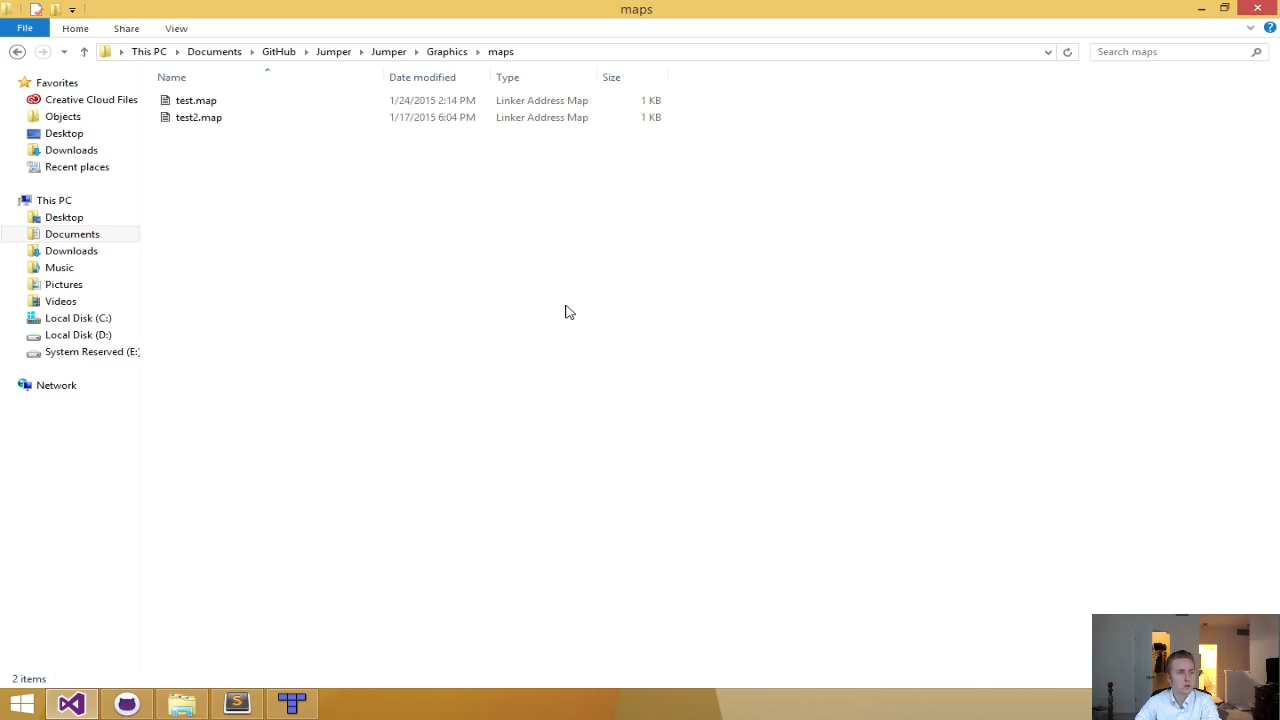 maps
File Home Share View
This PC Documents GitHub Jumper Jumper Graphics maps Search maps
Name Date modified Type Size
test.map 1/24/2015 2:14 PM Linker Address Map 1 KB
test2.map 1/17/2015 6:04 PM Linker Address Map 1 KB
Favorites
Creative Cloud Files
Objects
Desktop
Downloads
Recent places
This PC
Desktop
Documents
Downloads
Music
Pictures
Videos
Local Disk (C:)
Local Disk (D:)
System Reserved (E:)
Network
2 items